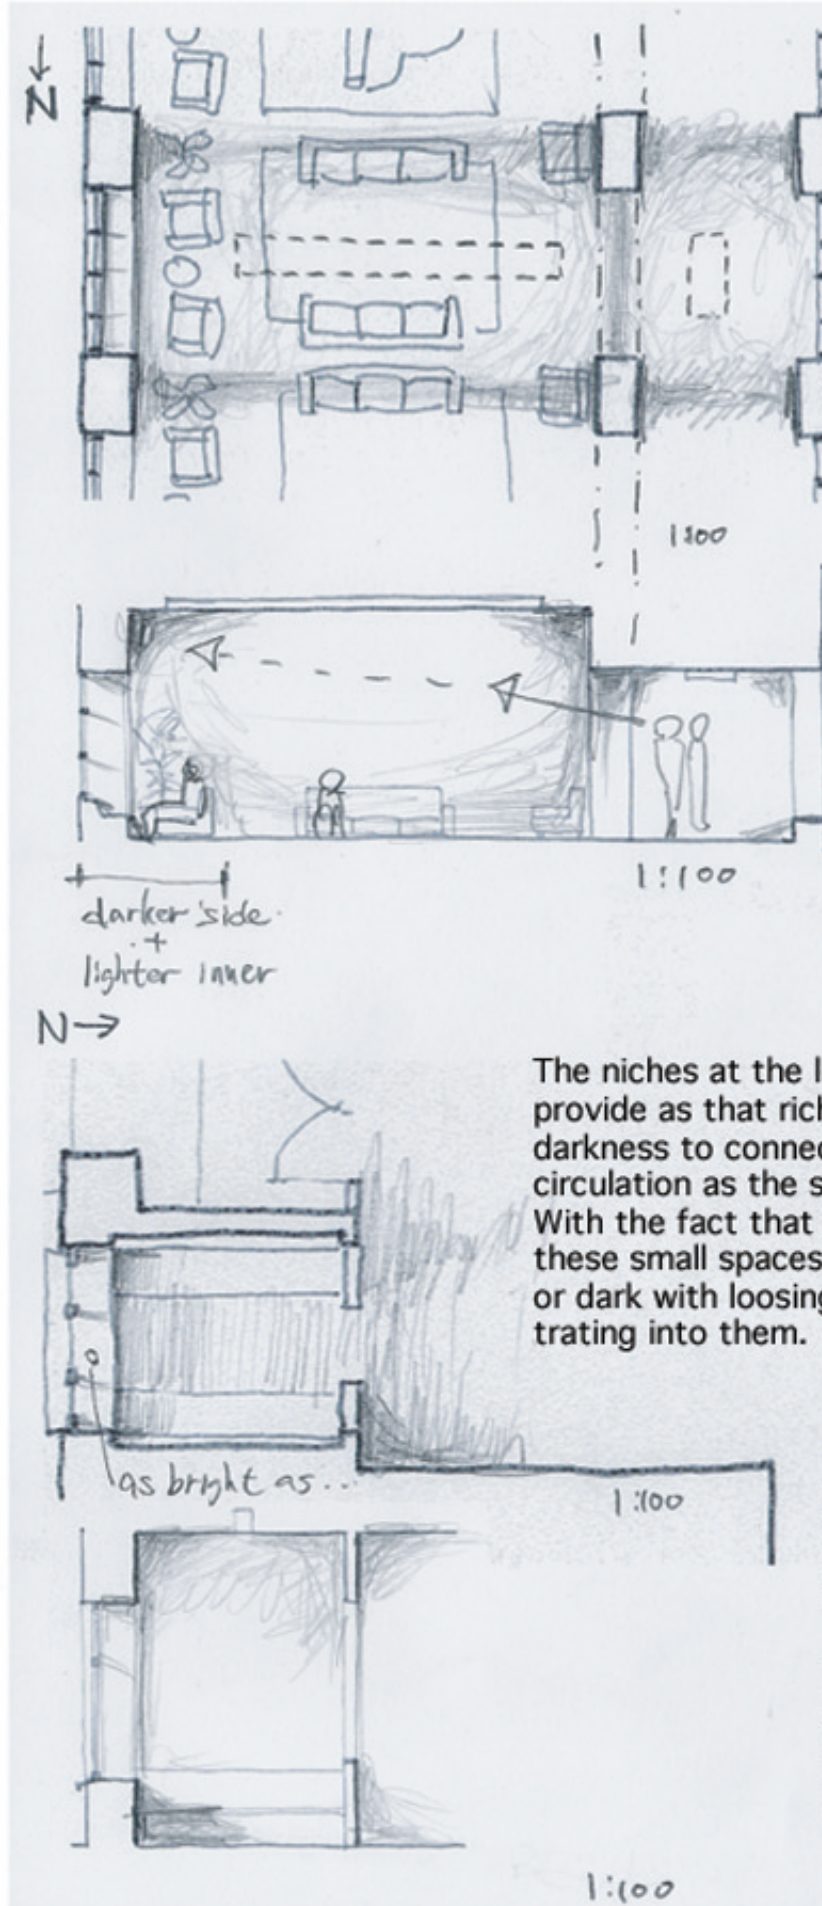 N
1:100
1:100
darker side
+
lighter inner
N
The niches at the l
provide as that rich
darkness to connec
circulation as the s
With the fact that
these small spaces
or dark with loosing
trating into them.
as bright as...
1:100
1:100